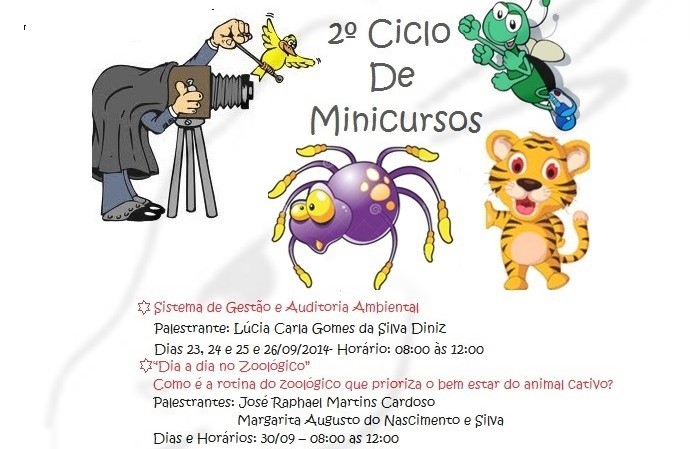 2º Ciclo
De
Minicursos
Sistema de Gestão e Auditoria Ambiental
Palestrante: Lúcia Carla Gomes da Silva Diniz
Dias 23, 24 e 25 e 26/09/2014- Horário: 08:00 às 12:00
"Dia a dia no Zoológico"
Como é a rotina do zoológico que prioriza o bem estar do animal cativo?
Palestrantes: José Raphael Martins Cardoso
Margarita Augusto do Nascimento e Silva
Dias e Horários: 30/09 – 08:00 as 12:00